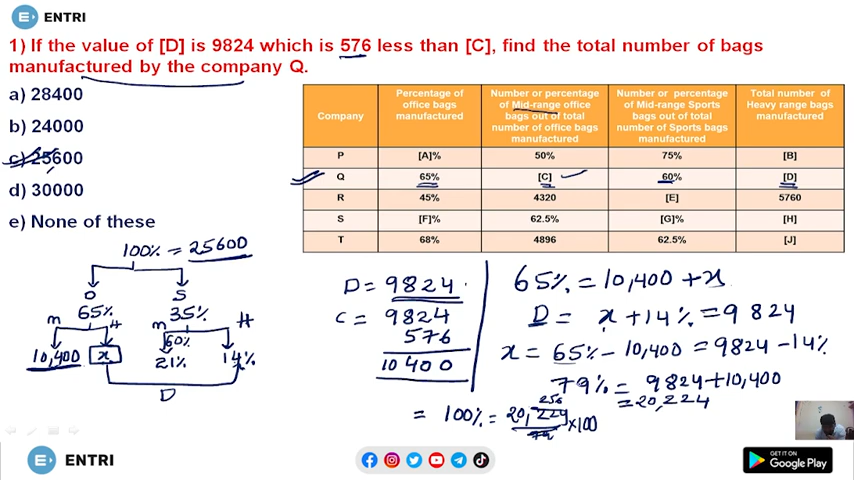 ENTRI
1) If the value of [D] is 9824 which is 576 less than [C], find the total number of bags
manufactured by the company Q.
a) 28400
b) 24000
c) 25600
d) 30000
e) None of these
Company
Percentage of
office bags
manufactured
Number or percentage
of Mid-range office
bags out of total
number of office bags
manufactured
Number or percentage
of Mid-range Sports
bags out of total
number of Sports bags
manufactured
Total number of
Heavy range bags
manufactured
P [A]% 50% 75% [B]
Q 65% [C] 60% [D]
R 45% 4320 [E] 5760
S [F]% 62.5% [G]% [H]
T 68% 4896 62.5% [J]
100% = 25600
O S
65% 35%
m H m H
60%
10,400 x 21% 14%
D
D = 9824
C = 9824
576
10400
65% = 10,400 + x
D = x + 14% = 9824
x = 65% - 10,400 = 9824 - 14%
79% = 9824 + 10,400
= 20,224
256
= 100% = 20,224 × 100
79
ENTRI
GET IT ON
Google Play